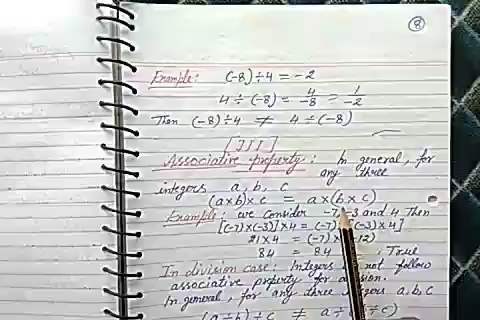 8
Example: (-8) ÷ 4 = -2
4 ÷ (-8) = 4/-8 = 1/-2
Then (-8) ÷ 4 ≠ 4 ÷ (-8)
[III]
Associative property: In general, for
any three
integers a, b, c
(a×b)×c = a×(b×c)
Example: we consider -7, -3 and 4 Then
[(-7)×(-3)]×4 = (-7) [(-3)×4]
21×4 = (-7) × -12)
84 = 84, True
In division case: Integers not follow
associative property for
In general, for any three integers a, b, c
(a÷b)÷c ≠ a÷ ÷c)